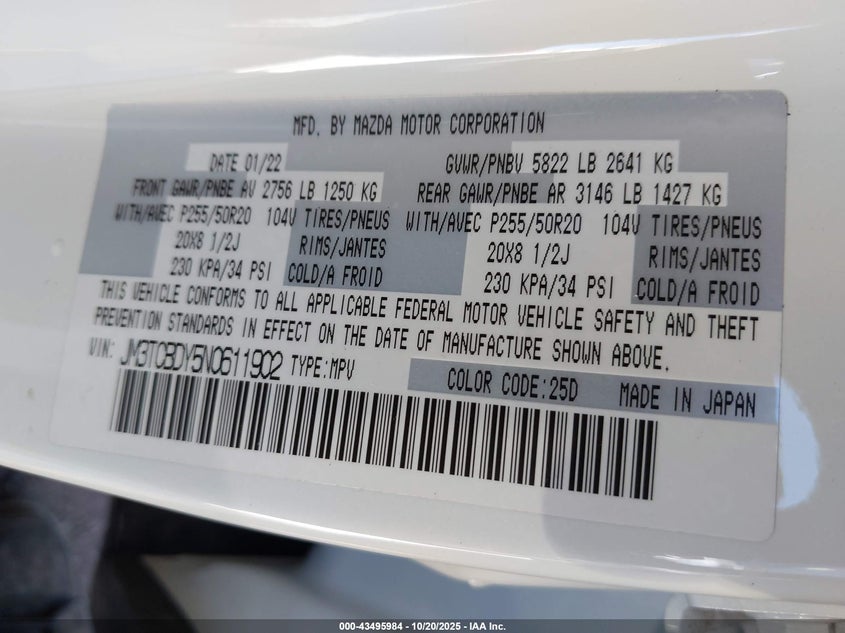 MFD. BY MAZDA MOTOR CORPORATION
DATE 01/22 GVWR/PNBV 5822 LB 2641 KG
FRONT GAWR/PNBE AV 2756 LB 1250 KG REAR GAWR/PNBE AR 3146 LB 1427 KG
WITH/AVEC P255/50R20 104V TIRES/PNEUS WITH/AVEC P255/50R20 104V TIRES/PNEUS
20X8 1/2J RIMS/JANTES 20X8 1/2J RIMS/JANTES
230 KPA/34 PSI COLD/A FROID 230 KPA/34 PSI COLD/A FROID
THIS VEHICLE CONFORMS TO ALL APPLICABLE FEDERAL MOTOR VEHICLE SAFETY AND THEFT
PREVENTION STANDARDS IN EFFECT ON THE DATE OF MANUFACTURE SHOWN ABOVE.
VIN: JM3TCBDY5N0611902 TYPE:MPV
COLOR CODE:25D MADE IN JAPAN
000-43495984 - 10/20/2025 - IAA Inc.